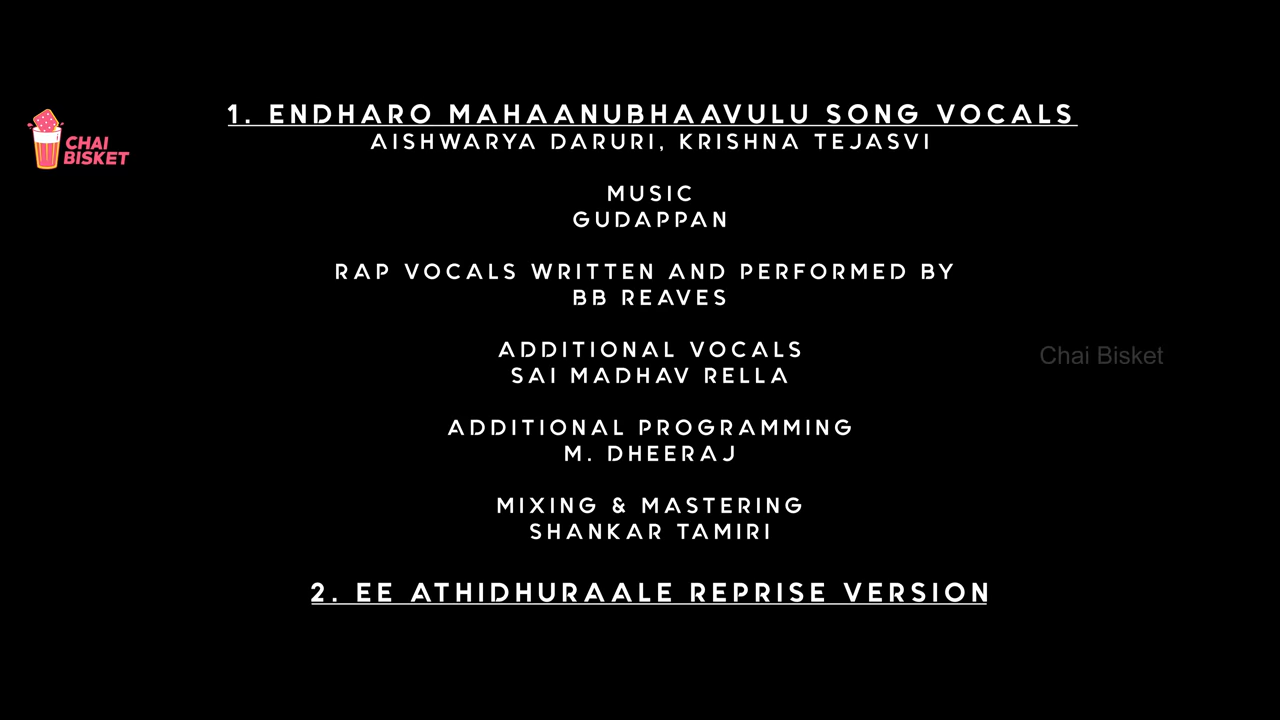 1. ENDHARO MAHAANUBHAAVULU SONG VOCALS
AISHWARYA DARURI, KRISHNA TEJASVI
CHAI
BISKET
MUSIC
GUDAPPAN
RAP VOCALS WRITTEN AND PERFORMED BY
BB REAVES
ADDITIONAL VOCALS
Chai Bisket
SAI MADHAV RELLA
ADDITIONAL PROGRAMMING
M. DHEERAJ
MIXING & MASTERING
SHANKAR TAMIRI
2. EE ATHIDHURAALE REPRISE VERSION